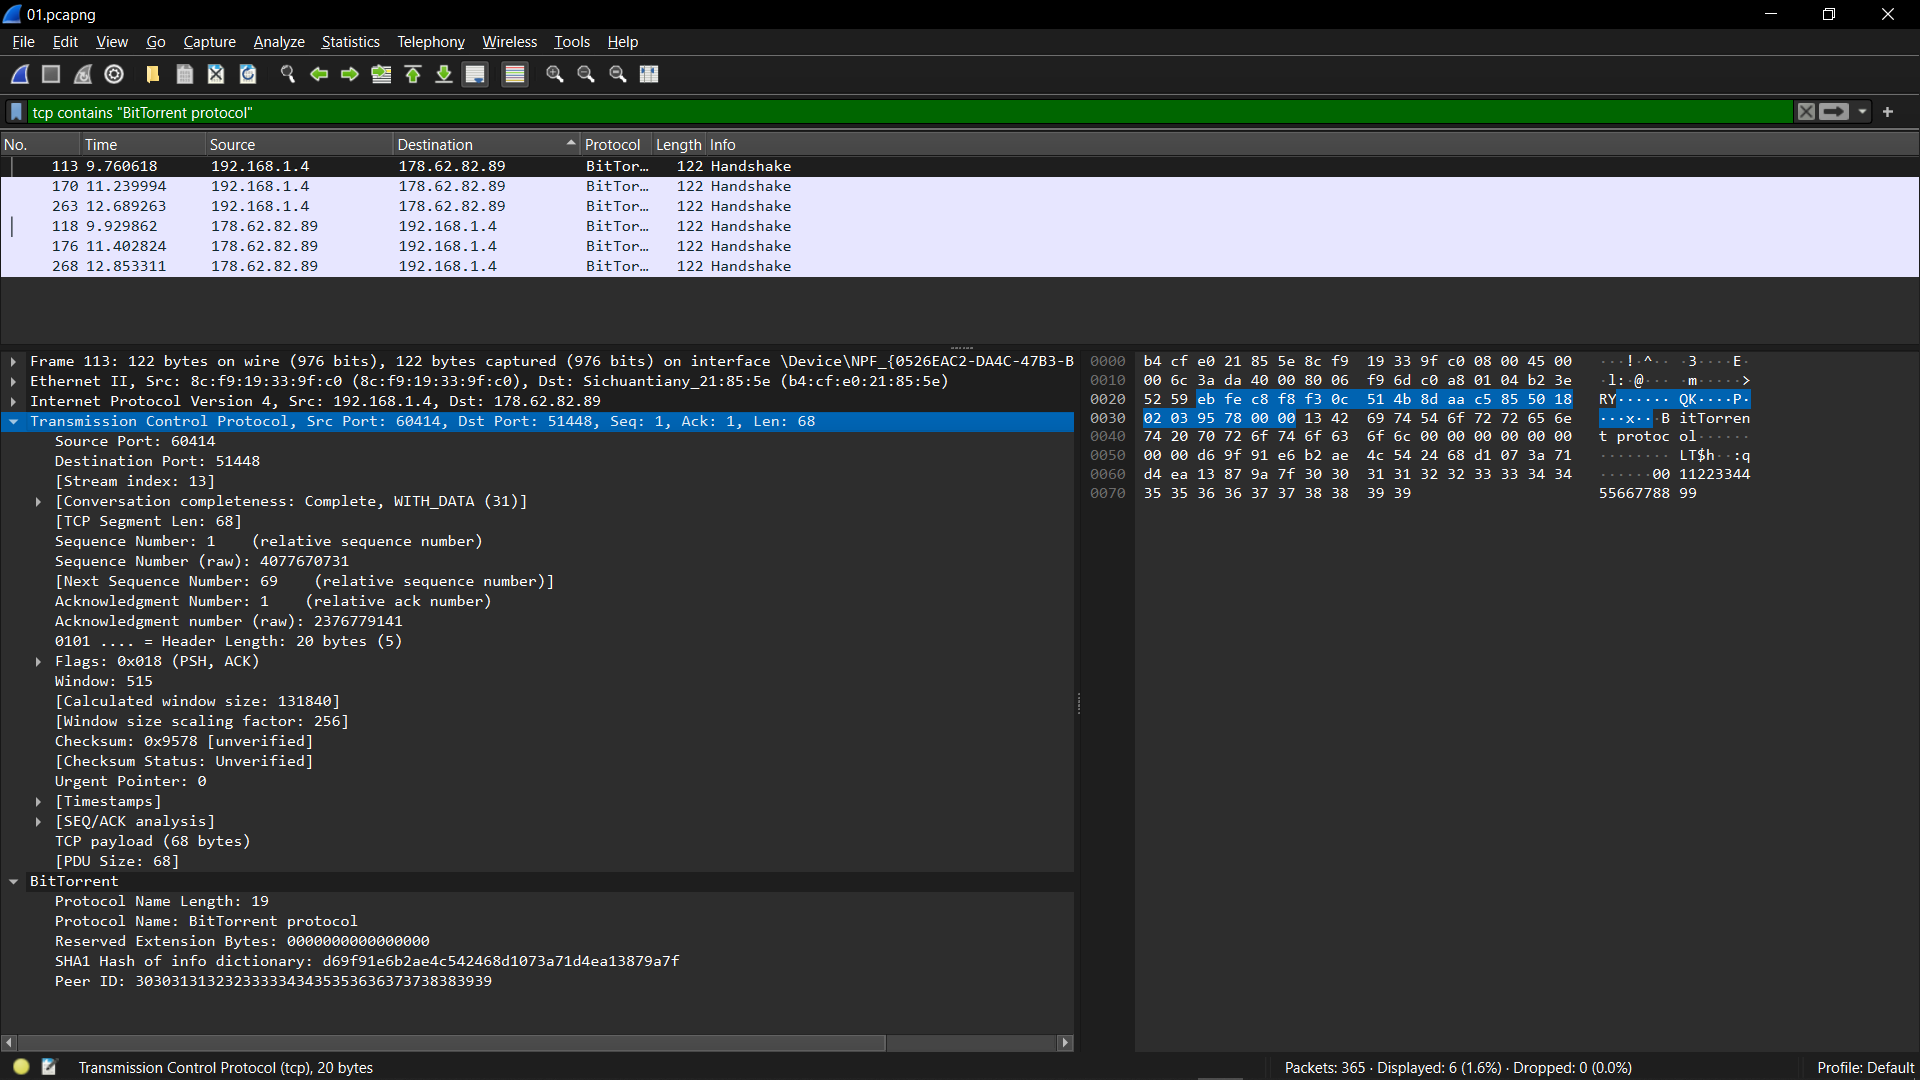 01.pcapng
File Edit View Go Capture Analyze Statistics Telephony Wireless Tools Help
tcp contains "BitTorrent protocol"
No. Time Source Destination Protocol Length Info
113 9.760618 192.168.1.4 178.62.82.89 BitTor… 122 Handshake
170 11.239994 192.168.1.4 178.62.82.89 BitTor… 122 Handshake
263 12.689263 192.168.1.4 178.62.82.89 BitTor… 122 Handshake
118 9.929862 178.62.82.89 192.168.1.4 BitTor… 122 Handshake
176 11.402824 178.62.82.89 192.168.1.4 BitTor… 122 Handshake
268 12.853311 178.62.82.89 192.168.1.4 BitTor… 122 Handshake
Frame 113: 122 bytes on wire (976 bits), 122 bytes captured (976 bits) on interface \Device\NPF_{0526EAC2-DA4C-47B3-B
Ethernet II, Src: 8c:f9:19:33:9f:c0 (8c:f9:19:33:9f:c0), Dst: Sichuantiany_21:85:5e (b4:cf:e0:21:85:5e)
Internet Protocol Version 4, Src: 192.168.1.4, Dst: 178.62.82.89
Transmission Control Protocol, Src Port: 60414, Dst Port: 51448, Seq: 1, Ack: 1, Len: 68
Source Port: 60414
Destination Port: 51448
[Stream index: 13]
[Conversation completeness: Complete, WITH_DATA (31)]
[TCP Segment Len: 68]
Sequence Number: 1 (relative sequence number)
Sequence Number (raw): 4077670731
[Next Sequence Number: 69 (relative sequence number)]
Acknowledgment Number: 1 (relative ack number)
Acknowledgment number (raw): 2376779141
0101 .... = Header Length: 20 bytes (5)
Flags: 0x018 (PSH, ACK)
Window: 515
[Calculated window size: 131840]
[Window size scaling factor: 256]
Checksum: 0x9578 [unverified]
[Checksum Status: Unverified]
Urgent Pointer: 0
[Timestamps]
[SEQ/ACK analysis]
TCP payload (68 bytes)
[PDU Size: 68]
BitTorrent
Protocol Name Length: 19
Protocol Name: BitTorrent protocol
Reserved Extension Bytes: 0000000000000000
SHA1 Hash of info dictionary: d69f91e6b2ae4c542468d1073a71d4ea13879a7f
Peer ID: 3030313132323333343435353636373738383939
0000 b4 cf e0 21 85 5e 8c f9 19 33 9f c0 08 00 45 00 ···!·^·· ·3····E·
0010 00 6c 3a da 40 00 80 06 f9 6d c0 a8 01 04 b2 3e ·l:·@··· ·m·····>
0020 52 59 eb fe c8 f8 f3 0c 51 4b 8d aa c5 85 50 18 RY······ QK····P·
0030 02 03 95 78 00 00 13 42 69 74 54 6f 72 72 65 6e ···x···B itTorren
0040 74 20 70 72 6f 74 6f 63 6f 6c 00 00 00 00 00 00 t protoc ol······
0050 00 00 d6 9f 91 e6 b2 ae 4c 54 24 68 d1 07 3a 71 ········ LT$h··:q
0060 d4 ea 13 87 9a 7f 30 30 31 31 32 32 33 33 34 34 ······00 11223344
0070 35 35 36 36 37 37 38 38 39 39 55667788 99
Transmission Control Protocol (tcp), 20 bytes
Packets: 365 · Displayed: 6 (1.6%) · Dropped: 0 (0.0%)
Profile: Default